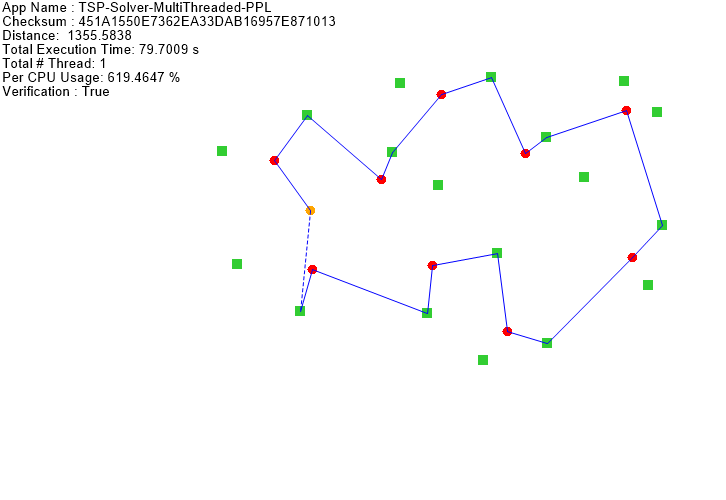 App Name : TSP-Solver-MultiThreaded-PPL
Checksum : 451A1550E7362EA33DAB16957E871013
Distance:  1355.5838
Total Execution Time: 79.7009 s
Total # Thread: 1
Per CPU Usage: 619.4647 %
Verification : True